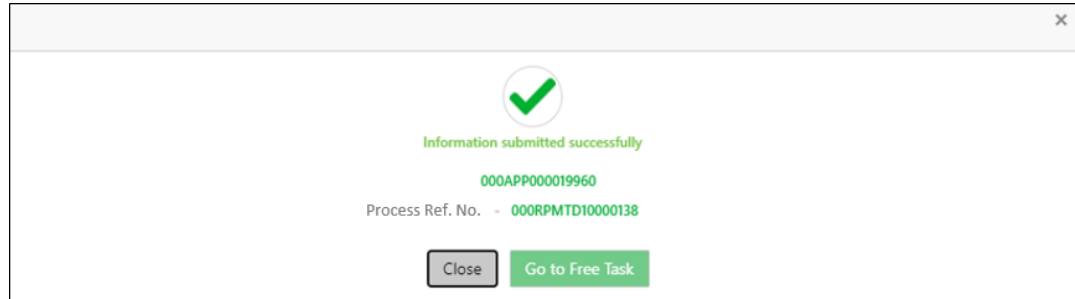 ×
Information submitted successfully
000APP000019960
Process Ref. No. - 000RPMTD10000138
Close Go to Free Task